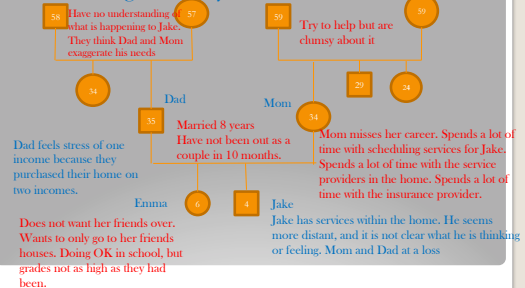 58
Have no understanding of
what is happening to Jake.
They think Dad and Mom
exaggerate his needs
57
59
Try to help but are
clumsy about it
59
34
29
24
Dad
35
Mom
34
Married 8 years
Have not been out as a
couple in 10 months.
Mom misses her career. Spends a lot of
time with scheduling services for Jake.
Spends a lot of time with the service
providers in the home. Spends a lot of
time with the insurance provider.
Dad feels stress of one
income because they
purchased their home on
two incomes.
Emma
6
4
Jake
Jake has services within the home. He seems
more distant, and it is not clear what he is thinking
or feeling. Mom and Dad at a loss
Does not want her friends over.
Wants to only go to her friends
houses. Doing OK in school, but
grades not as high as they had
been.